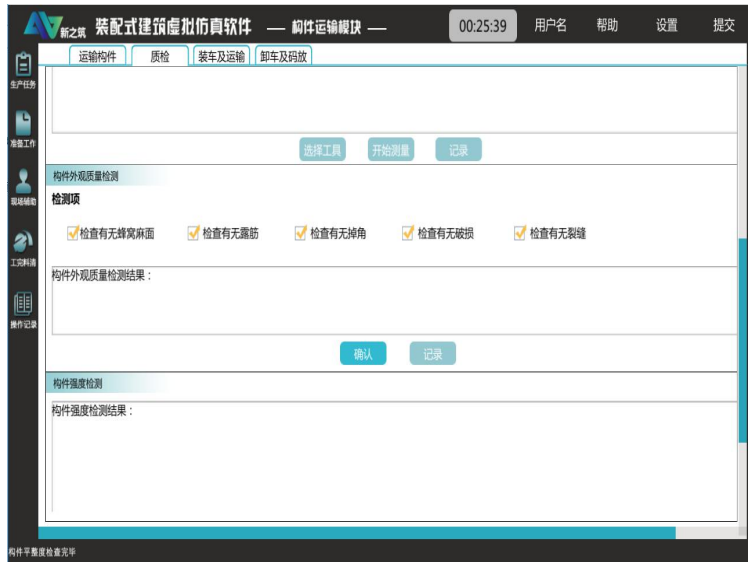 新之筑 装配式建筑虚拟仿真软件 — 构件运输模块 — 00:25:39 用户名 帮助 设置 提交
运输构件 质检 装车及运输 卸车及码放
生产任务
准备工作
现场辅助
工完料清
操作记录
选择工具 开始测量 记录
构件外观质量检测
检测项
检查有无蜂窝麻面 检查有无露筋 检查有无掉角 检查有无破损 检查有无裂缝
构件外观质量检测结果：
确认 记录
构件强度检测
构件强度检测结果：
构件平整度检查完毕